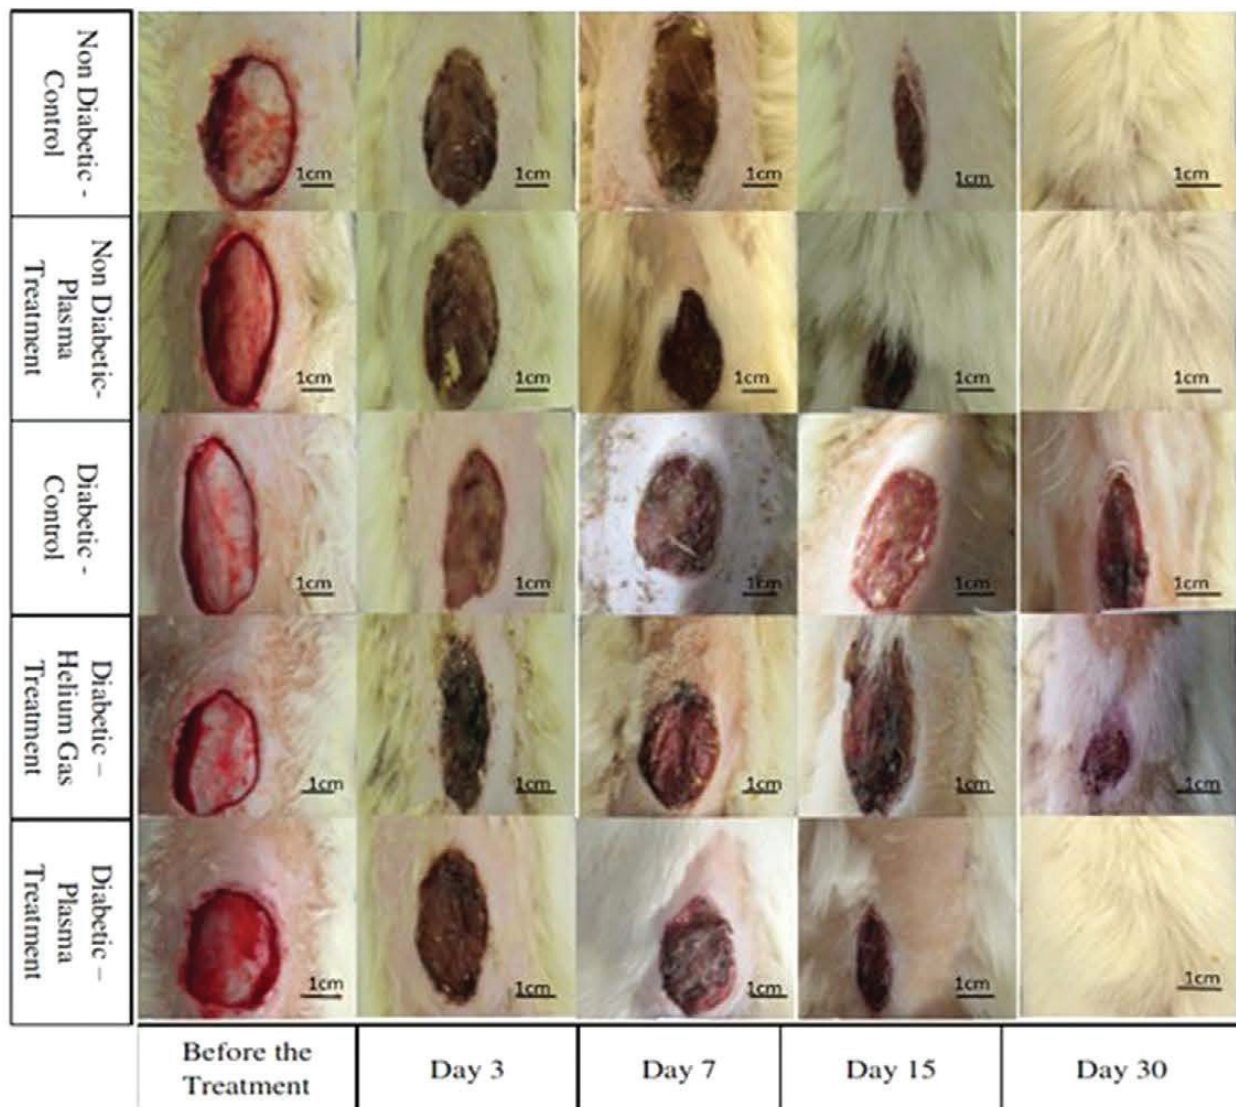 Non Diabetic -
Control
1cm
1cm
1cm
1cm
1cm
Non Diabetic-
Plasma
Treatment
1cm
1cm
1cm
1cm
1cm
Diabetic -
Control
1cm
1cm
1cm
1cm
1cm
Diabetic –
Helium Gas
Treatment
1cm
1cm
1cm
1cm
1cm
Diabetic –
Plasma
Treatment
1cm
1cm
1cm
1cm
1cm
Before the
Treatment
Day 3
Day 7
Day 15
Day 30